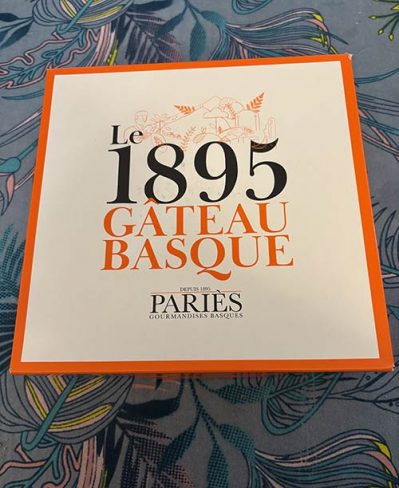 Le
1895
GÂTEAU
BASQUE
DEPUIS 1895
PARIÈS
GOURMANDISES BASQUES